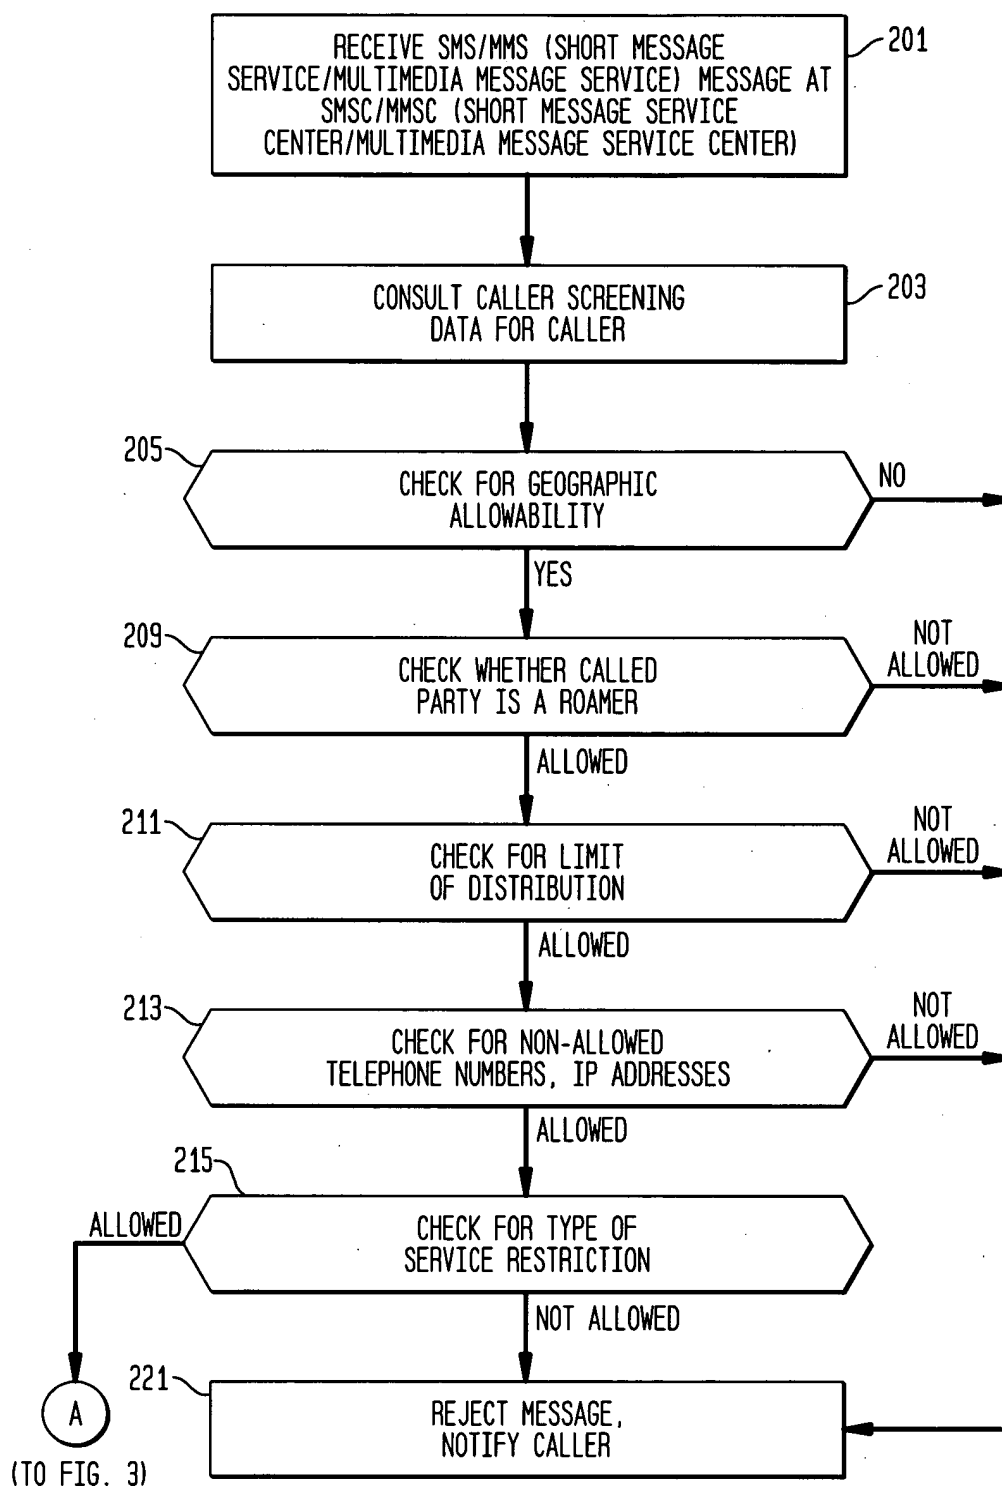 RECEIVE SMS/MMS (SHORT MESSAGE
SERVICE/MULTIMEDIA MESSAGE SERVICE) MESSAGE AT
SMSC/MMSC (SHORT MESSAGE SERVICE
CENTER/MULTIMEDIA MESSAGE SERVICE CENTER)
201
CONSULT CALLER SCREENING
DATA FOR CALLER
203
205
CHECK FOR GEOGRAPHIC
ALLOWABILITY
NO
YES
209
CHECK WHETHER CALLED
PARTY IS A ROAMER
NOT
ALLOWED
ALLOWED
211
CHECK FOR LIMIT
OF DISTRIBUTION
NOT
ALLOWED
ALLOWED
213
CHECK FOR NON-ALLOWED
TELEPHONE NUMBERS, IP ADDRESSES
NOT
ALLOWED
ALLOWED
215
CHECK FOR TYPE OF
SERVICE RESTRICTION
ALLOWED
NOT ALLOWED
221
REJECT MESSAGE,
NOTIFY CALLER
A
(TO FIG. 3)